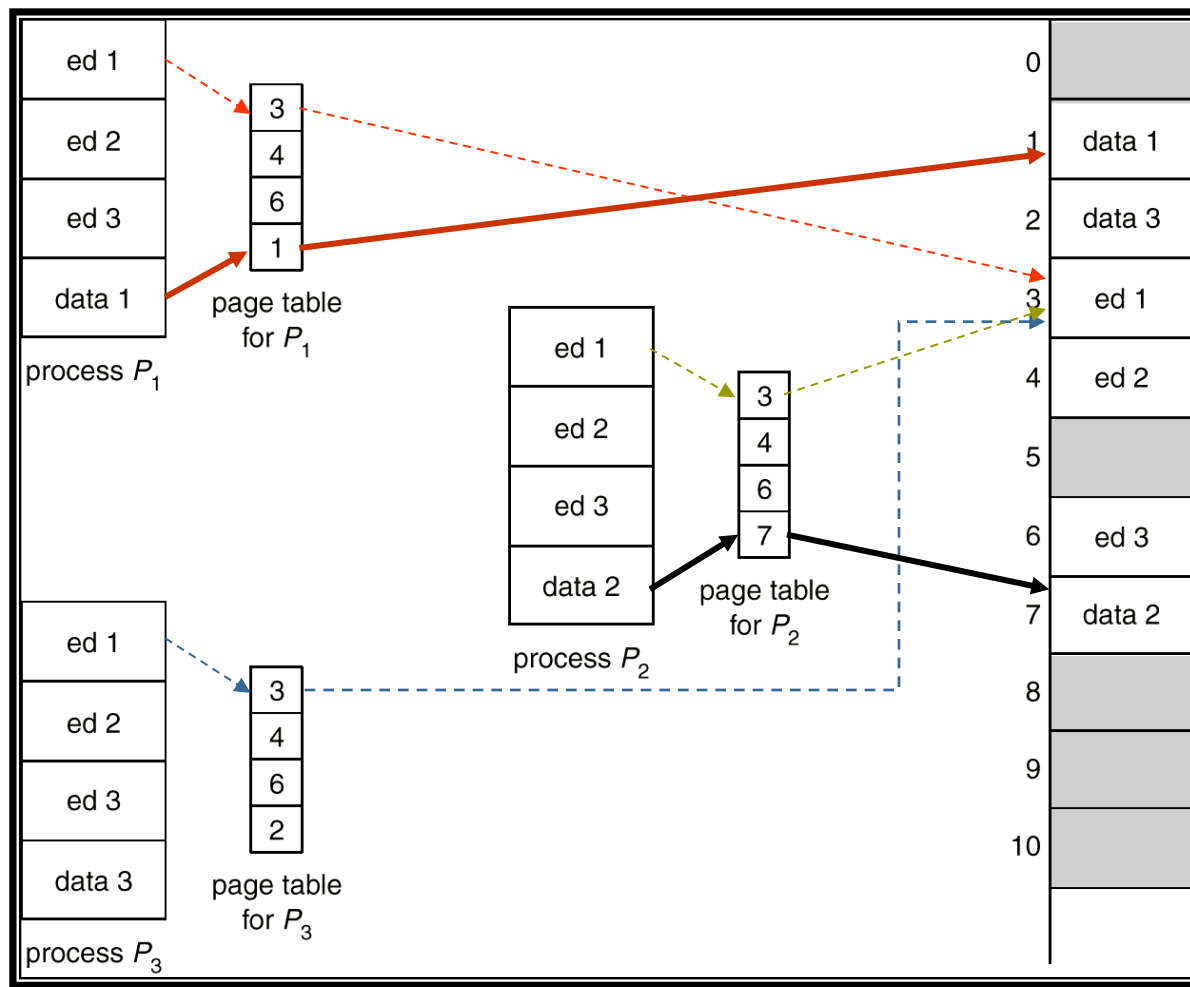 ed 1
ed 2
ed 3
data 1
process P1
3
4
6
1
page table
for P1
ed 1
ed 2
ed 3
data 2
process P2
3
4
6
7
page table
for P2
ed 1
ed 2
ed 3
data 3
process P3
3
4
6
2
page table
for P3
0
1 data 1
2 data 3
3 ed 1
4 ed 2
5
6 ed 3
7 data 2
8
9
10